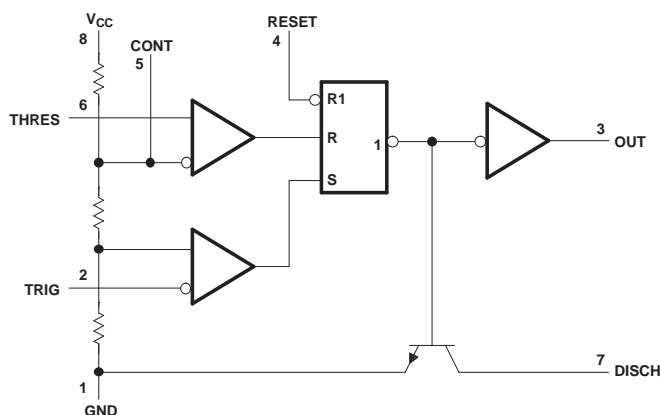 VCC
8
CONT
5
RESET
4
6
THRES
R1
R
1
S
3
OUT
2
TRIG
7
DISCH
1
GND